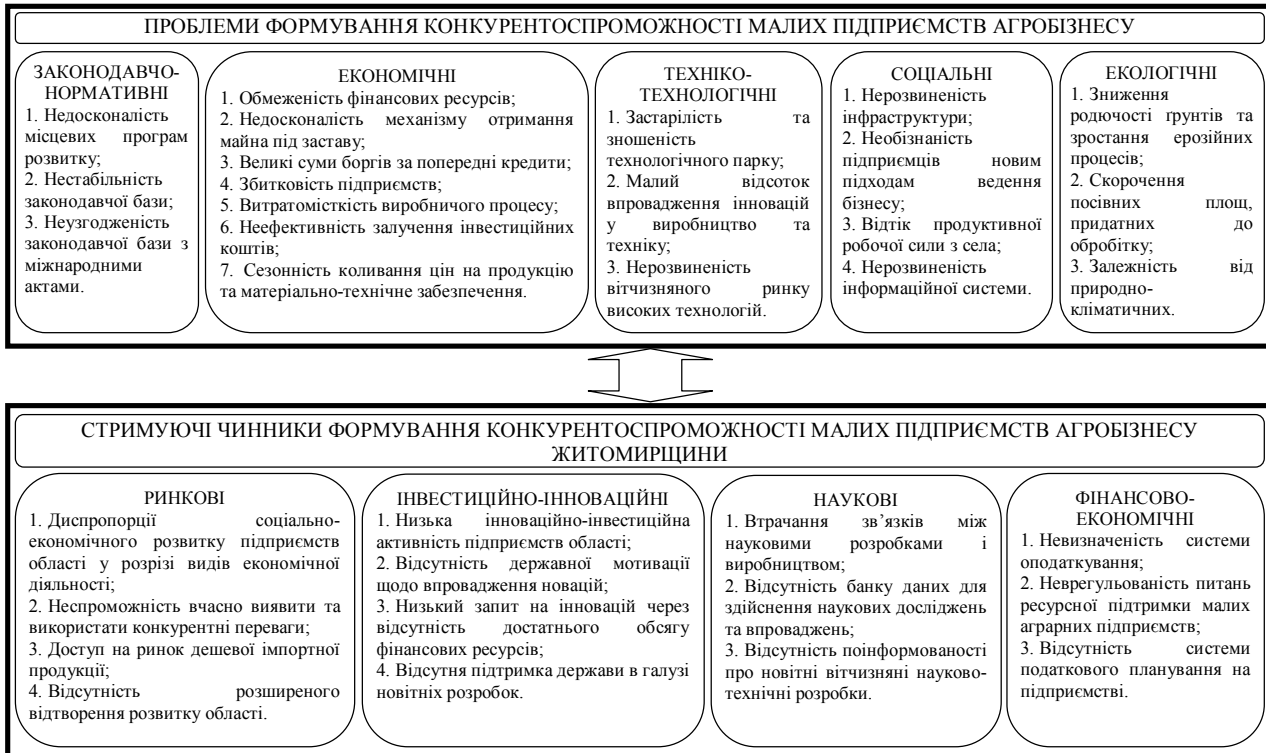 ПРОБЛЕМИ ФОРМУВАННЯ КОНКУРЕНТОСПРОМОЖНОСТІ МАЛИХ ПІДПРИЄМСТВ АГРОБІЗНЕСУ
ЗАКОНОДАВЧО-
НОРМАТИВНІ
1. Недосконалість
місцевих програм
розвитку;
2. Нестабільність
законодавчої бази;
3. Неузгодженість
законодавчої бази з
міжнародними
актами.
ЕКОНОМІЧНІ
1. Обмеженість фінансових ресурсів;
2. Недосконалість механізму отримання
майна під заставу;
3. Великі суми боргів за попередні кредити;
4. Збитковість підприємств;
5. Витратомісткість виробничого процесу;
6. Неефективність залучення інвестиційних
коштів;
7. Сезонність коливання цін на продукцію
та матеріально-технічне забезпечення.
ТЕХНІКО-
ТЕХНОЛОГІЧНІ
1. Застарілість та
зношеність
технологічного парку;
2. Малий відсоток
впровадження інновацій
у виробництво та
техніку;
3. Нерозвиненість
вітчизняного ринку
високих технологій.
СОЦІАЛЬНІ
1. Нерозвиненість
інфраструктури;
2. Необізнаність
підприємців новим
підходам ведення
бізнесу;
3. Відтік продуктивної
робочої сили з села;
4. Нерозвиненість
інформаційної системи.
ЕКОЛОГІЧНІ
1. Зниження
родючості ґрунтів та
зростання ерозійних
процесів;
2. Скорочення
посівних площ,
придатних до
обробітку;
3. Залежність від
природно-
кліматичних.
СТРИМУЮЧІ ЧИННИКИ ФОРМУВАННЯ КОНКУРЕНТОСПРОМОЖНОСТІ МАЛИХ ПІДПРИЄМСТВ АГРОБІЗНЕСУ
ЖИТОМИРЩИНИ
РИНКОВІ
1. Диспропорції соціально-
економічного розвитку підприємств
області у розрізі видів економічної
діяльності;
2. Неспроможність вчасно виявити та
використати конкурентні переваги;
3. Доступ на ринок дешевої імпортної
продукції;
4. Відсутність розширеного
відтворення розвитку області.
ІНВЕСТИЦІЙНО-ІННОВАЦІЙНІ
1. Низька інноваційно-інвестиційна
активність підприємств області;
2. Відсутність державної мотивації
щодо впровадження новацій;
3. Низький запит на інновацій через
відсутність достатнього обсягу
фінансових ресурсів;
4. Відсутня підтримка держави в галузі
новітніх розробок.
НАУКОВІ
1. Втрачання зв’язків між
науковими розробками і
виробництвом;
2. Відсутність банку даних для
здійснення наукових досліджень
та впроваджень;
3. Відсутність поінформованості
про новітні вітчизняні науково-
технічні розробки.
ФІНАНСОВО-
ЕКОНОМІЧНІ
1. Невизначеність системи
оподаткування;
2. Неврегульованість питань
ресурсної підтримки малих
аграрних підприємств;
3. Відсутність системи
податкового планування на
підприємстві.